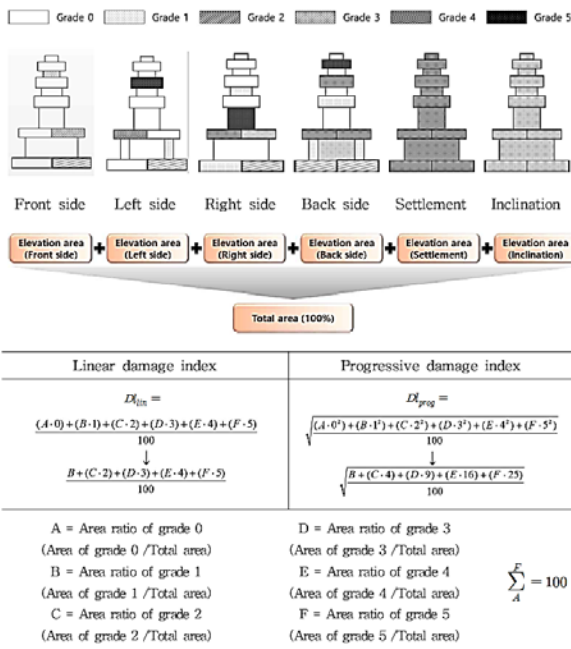 Grade 0 Grade 1 Grade 2 Grade 3 Grade 4 Grade 5
Front side Left side Right side Back side Settlement Inclination
Elevation area (Front side) + Elevation area (Left side) + Elevation area (Right side) + Elevation area (Back side) + Elevation area (Settlement) + Elevation area (Inclination)
Total area (100%)
Linear damage index
DI_lin =
(A·0)+(B·1)+(C·2)+(D·3)+(E·4)+(F·5)
100
↓
B+(C·2)+(D·3)+(E·4)+(F·5)
100
Progressive damage index
DI_prog =
√(A·0²)+(B·1²)+(C·2²)+(D·3²)+(E·4²)+(F·5²)
100
↓
√B+(C·4)+(D·9)+(E·16)+(F·25)
100
A = Area ratio of grade 0
(Area of grade 0 /Total area)
B = Area ratio of grade 1
(Area of grade 1 /Total area)
C = Area ratio of grade 2
(Area of grade 2 /Total area)
D = Area ratio of grade 3
(Area of grade 3 /Total area)
E = Area ratio of grade 4
(Area of grade 4 /Total area)
F = Area ratio of grade 5
(Area of grade 5 /Total area)
F
∑ = 100
A